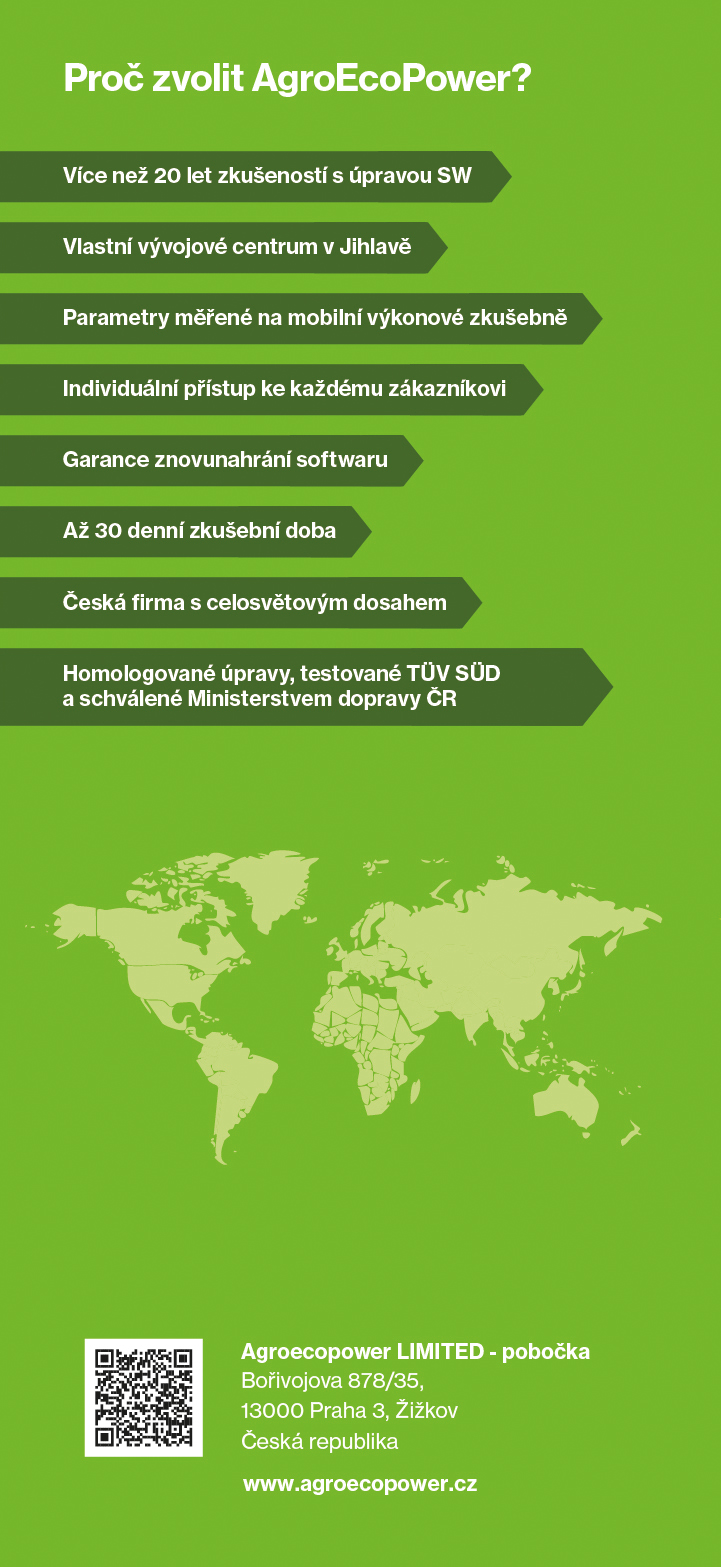 Proč zvolit AgroEcoPower?
Více než 20 let zkušeností s úpravou SW
Vlastní vývojové centrum v Jihlavě
Parametry měřené na mobilní výkonové zkušebně
Individuální přístup ke každému zákazníkovi
Garance znovunahrání softwaru
Až 30 denní zkušební doba
Česká firma s celosvětovým dosahem
Homologované úpravy, testované TÜV SÜD
a schválené Ministerstvem dopravy ČR
Agroecopower LIMITED - pobočka
Bořivojova 878/35,
13000 Praha 3, Žižkov
Česká republika
www.agroecopower.cz